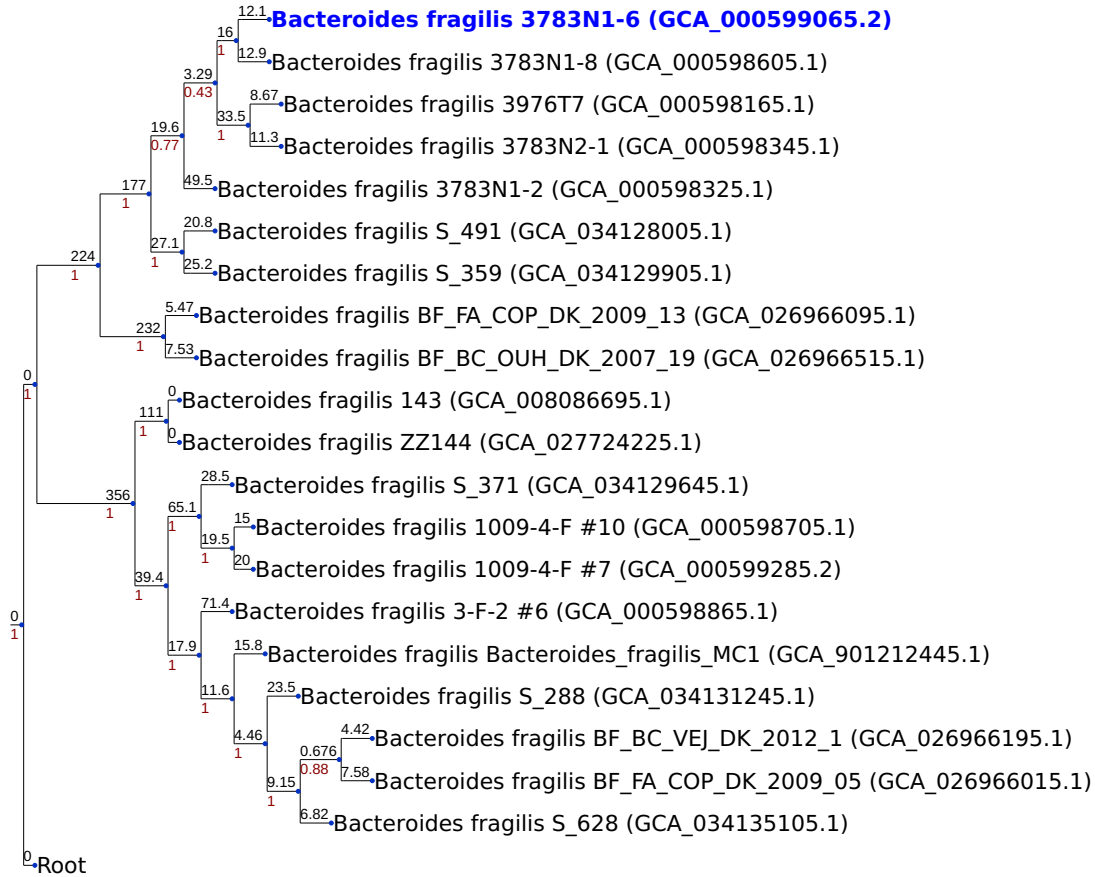 12.1 Bacteroides fragilis 3783N1-6 (GCA_000599065.2)
16
1
12.9 Bacteroides fragilis 3783N1-8 (GCA_000598605.1)
3.29
0.43
8.67 Bacteroides fragilis 3976T7 (GCA_000598165.1)
33.5
1
11.3 Bacteroides fragilis 3783N2-1 (GCA_000598345.1)
19.6
0.77
49.5 Bacteroides fragilis 3783N1-2 (GCA_000598325.1)
177
1
20.8 Bacteroides fragilis S_491 (GCA_034128005.1)
27.1
1
25.2 Bacteroides fragilis S_359 (GCA_034129905.1)
224
1
5.47 Bacteroides fragilis BF_FA_COP_DK_2009_13 (GCA_026966095.1)
232
1
7.53 Bacteroides fragilis BF_BC_OUH_DK_2007_19 (GCA_026966515.1)
0
1
0 Bacteroides fragilis 143 (GCA_008086695.1)
111
1
0 Bacteroides fragilis ZZ144 (GCA_027724225.1)
356
1
28.5 Bacteroides fragilis S_371 (GCA_034129645.1)
65.1
1
15 Bacteroides fragilis 1009-4-F #10 (GCA_000598705.1)
19.5
1
20 Bacteroides fragilis 1009-4-F #7 (GCA_000599285.2)
39.4
1
71.4 Bacteroides fragilis 3-F-2 #6 (GCA_000598865.1)
17.9
1
15.8 Bacteroides fragilis Bacteroides_fragilis_MC1 (GCA_901212445.1)
11.6
1
23.5 Bacteroides fragilis S_288 (GCA_034131245.1)
4.46
1
4.42 Bacteroides fragilis BF_BC_VEJ_DK_2012_1 (GCA_026966195.1)
0.676
0.88
7.58 Bacteroides fragilis BF_FA_COP_DK_2009_05 (GCA_026966015.1)
9.15
1
6.82 Bacteroides fragilis S_628 (GCA_034135105.1)
0
1
0 Root